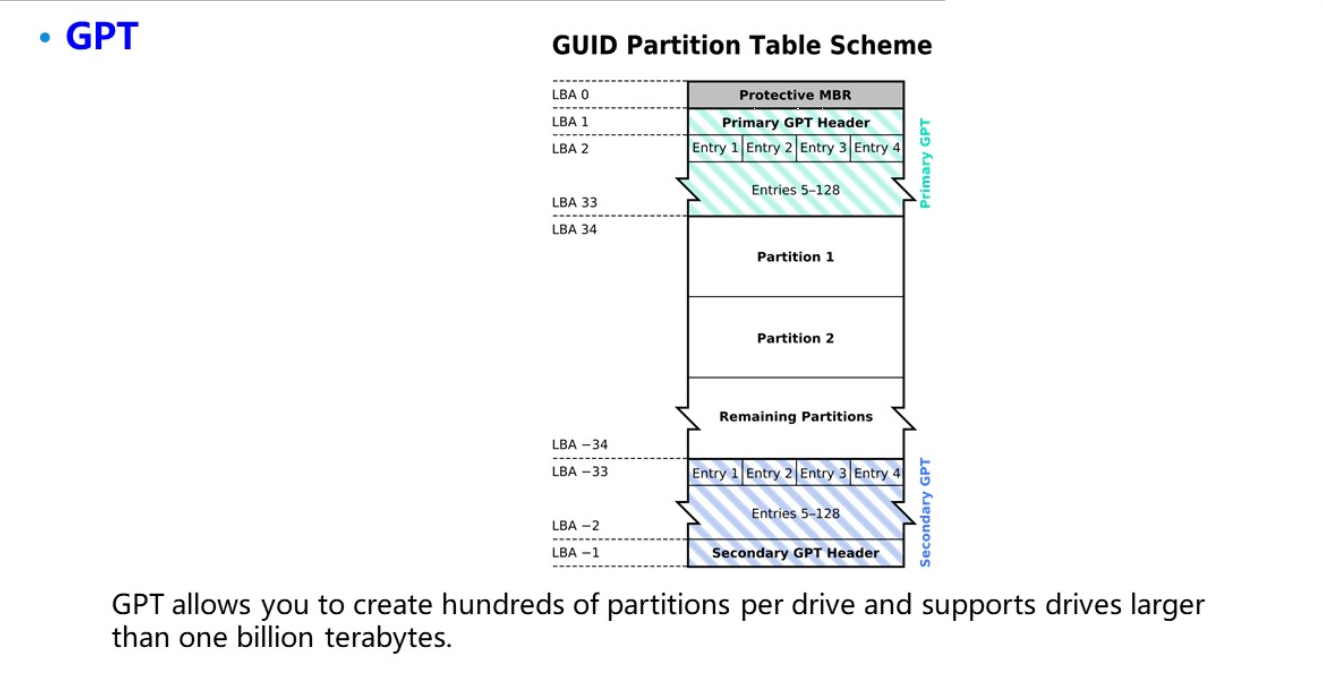 • GPT
GUID Partition Table Scheme
LBA 0
Protective MBR
LBA 1
Primary GPT Header
LBA 2
Entry 1 Entry 2 Entry 3 Entry 4
Entries 5–128
LBA 33
Primary GPT
LBA 34
Partition 1
Partition 2
Remaining Partitions
LBA −34
LBA −33
Entry 1 Entry 2 Entry 3 Entry 4
Entries 5–128
LBA −2
LBA −1
Secondary GPT Header
Secondary GPT
GPT allows you to create hundreds of partitions per drive and supports drives larger
than one billion terabytes.